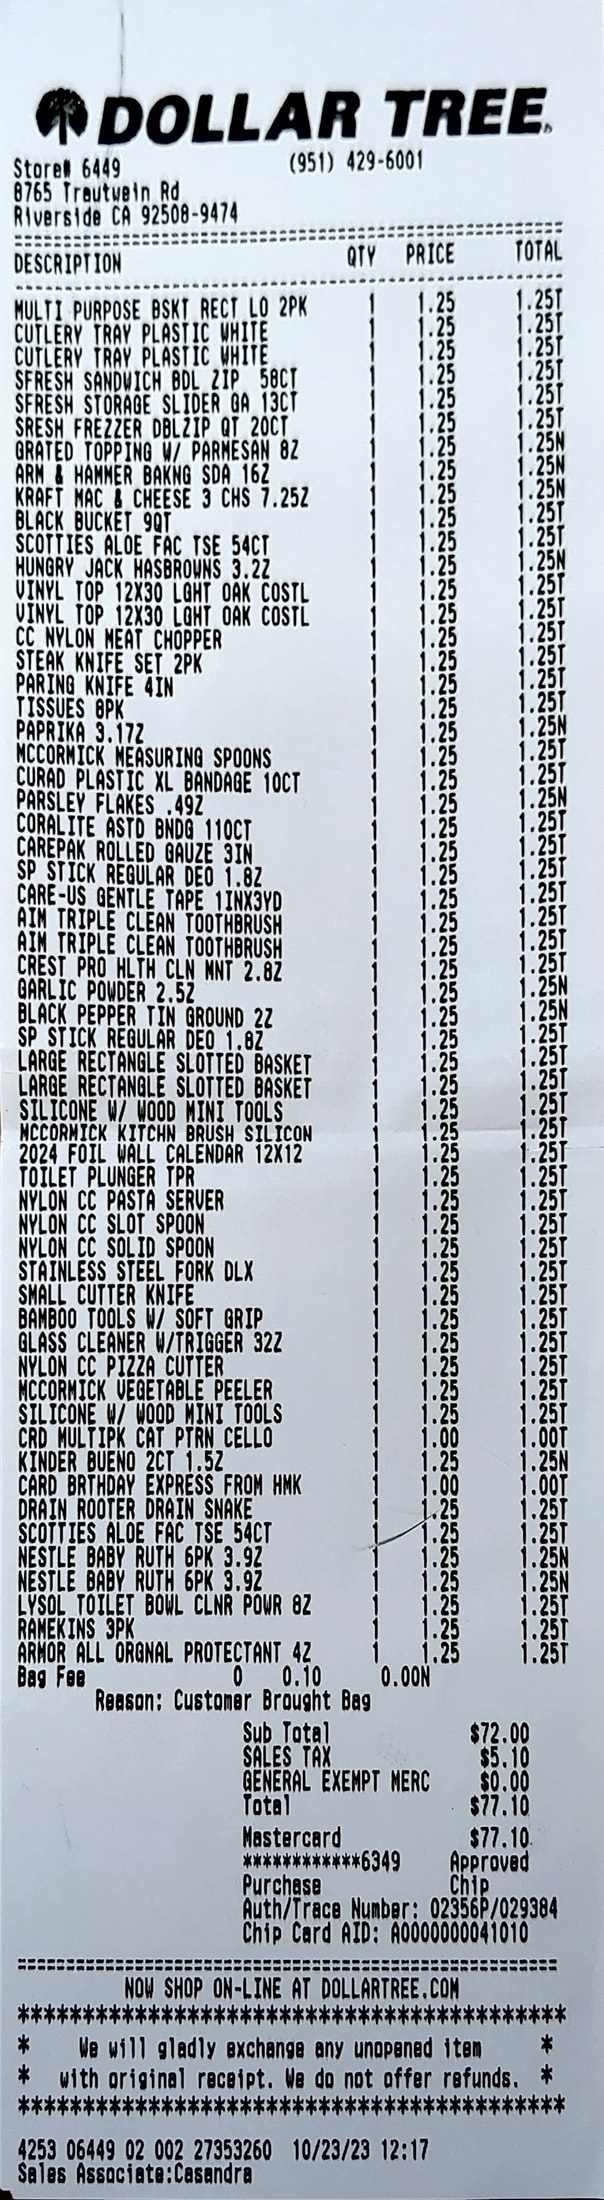 DOLLAR TREE
Store# 6449 (951) 429-6001
8765 Trautwein Rd
Riverside CA 92508-9474
================================================
DESCRIPTION QTY PRICE TOTAL
------------------------------------------------
MULTI PURPOSE BSKT RECT LO 2PK 1 1.25 1.25T
CUTLERY TRAY PLASTIC WHITE 1 1.25 1.25T
CUTLERY TRAY PLASTIC WHITE 1 1.25 1.25T
SFRESH SANDWICH BDL ZIP 58CT 1 1.25 1.25T
SFRESH STORAGE SLIDER GA 13CT 1 1.25 1.25T
SRESH FREZZER DBLZIP QT 20CT 1 1.25 1.25T
GRATED TOPPING W/ PARMESAN 8Z 1 1.25 1.25N
ARM & HAMMER BAKNG SDA 16Z 1 1.25 1.25N
KRAFT MAC & CHEESE 3 CHS 7.25Z 1 1.25 1.25N
BLACK BUCKET 9QT 1 1.25 1.25T
SCOTTIES ALOE FAC TSE 54CT 1 1.25 1.25T
HUNGRY JACK HASBROWNS 3.2Z 1 1.25 1.25N
VINYL TOP 12X30 LGHT OAK COSTL 1 1.25 1.25T
VINYL TOP 12X30 LGHT OAK COSTL 1 1.25 1.25T
CC NYLON MEAT CHOPPER 1 1.25 1.25T
STEAK KNIFE SET 2PK 1 1.25 1.25T
PARING KNIFE 4IN 1 1.25 1.25T
TISSUES 8PK 1 1.25 1.25T
PAPRIKA 3.17Z 1 1.25 1.25N
MCCORMICK MEASURING SPOONS 1 1.25 1.25T
CURAD PLASTIC XL BANDAGE 10CT 1 1.25 1.25T
PARSLEY FLAKES .49Z 1 1.25 1.25N
CORALITE ASTD BNDG 110CT 1 1.25 1.25T
CAREPAK ROLLED GAUZE 3IN 1 1.25 1.25T
SP STICK REGULAR DEO 1.8Z 1 1.25 1.25T
CARE-US GENTLE TAPE 1INX3YD 1 1.25 1.25T
AIM TRIPLE CLEAN TOOTHBRUSH 1 1.25 1.25T
AIM TRIPLE CLEAN TOOTHBRUSH 1 1.25 1.25T
CREST PRO HLTH CLN MNT 2.8Z 1 1.25 1.25T
GARLIC POWDER 2.5Z 1 1.25 1.25N
BLACK PEPPER TIN GROUND 2Z 1 1.25 1.25N
SP STICK REGULAR DEO 1.8Z 1 1.25 1.25T
LARGE RECTANGLE SLOTTED BASKET 1 1.25 1.25T
LARGE RECTANGLE SLOTTED BASKET 1 1.25 1.25T
SILICONE W/ WOOD MINI TOOLS 1 1.25 1.25T
MCCORMICK KITCHN BRUSH SILICON 1 1.25 1.25T
2024 FOIL WALL CALENDAR 12X12 1 1.25 1.25T
TOILET PLUNGER TPR 1 1.25 1.25T
NYLON CC PASTA SERVER 1 1.25 1.25T
NYLON CC SLOT SPOON 1 1.25 1.25T
NYLON CC SOLID SPOON 1 1.25 1.25T
STAINLESS STEEL FORK DLX 1 1.25 1.25T
SMALL CUTTER KNIFE 1 1.25 1.25T
BAMBOO TOOLS W/ SOFT GRIP 1 1.25 1.25T
GLASS CLEANER W/TRIGGER 32Z 1 1.25 1.25T
NYLON CC PIZZA CUTTER 1 1.25 1.25T
MCCORMICK VEGETABLE PEELER 1 1.25 1.25T
SILICONE W/ WOOD MINI TOOLS 1 1.25 1.25T
CRD MULTIPK CAT PTRN CELLO 1 1.00 1.00T
KINDER BUENO 2CT 1.5Z 1 1.25 1.25N
CARD BRTHDAY EXPRESS FROM HMK 1 1.00 1.00T
DRAIN ROOTER DRAIN SNAKE 1 1.25 1.25T
SCOTTIES ALOE FAC TSE 54CT 1 1.25 1.25T
NESTLE BABY RUTH 6PK 3.9Z 1 1.25 1.25N
NESTLE BABY RUTH 6PK 3.9Z 1 1.25 1.25N
LYSOL TOILET BOWL CLNR POWR 8Z 1 1.25 1.25T
RAMEKINS 3PK 1 1.25 1.25T
ARMOR ALL ORGNAL PROTECTANT 4Z 1 1.25 1.25T
Bag Fee 0 0.10 0.00N
Reason: Customer Brought Bag
Sub Total $72.00
SALES TAX $5.10
GENERAL EXEMPT MERC $0.00
Total $77.10
Mastercard $77.10
************6349 Approved
Purchase Chip
Auth/Trace Number: 02356P/029384
Chip Card AID: A0000000041010
================================================
NOW SHOP ON-LINE AT DOLLARTREE.COM
******************************************
* We will gladly exchange any unopened item *
* with original receipt. We do not offer refunds. *
******************************************
4253 06449 02 002 27353260 10/23/23 12:17
Sales Associate:Casandra